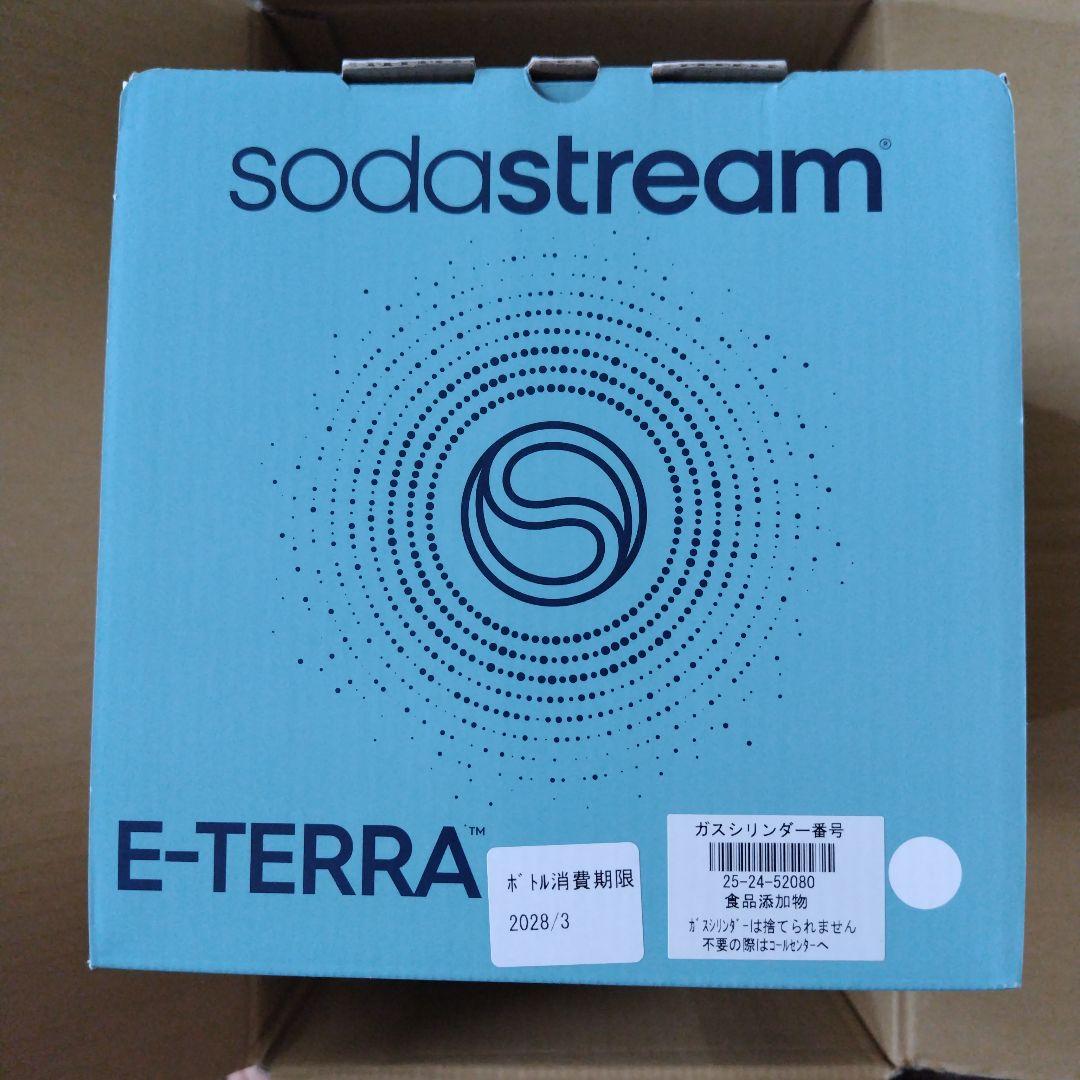 sodastream®
E-TERRA™
ﾎﾞﾄﾙ消費期限
2028/3
ガスシリンダー番号
25-24-52080
食品添加物
ｶﾞｽｼﾘﾝﾀﾞｰは捨てられません
不要の際はｺｰﾙｾﾝﾀｰへ